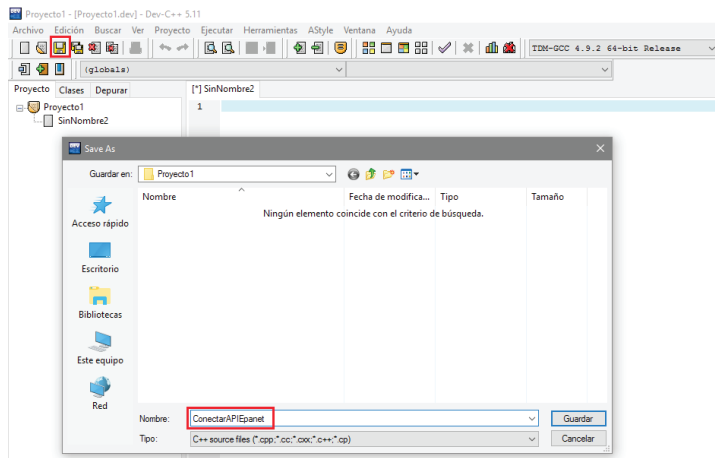 Proyecto1 - [Proyecto1.dev] - Dev-C++ 5.11
Archivo Edición Buscar Ver Proyecto Ejecutar Herramientas AStyle Ventana Ayuda
TDM-GCC 4.9.2 64-bit Release
(globals)
Proyecto Clases Depurar [*] SinNombre2
Proyecto1 1
SinNombre2
Save As
Guardar en: Proyecto1
Nombre Fecha de modifica... Tipo Tamaño
Ningún elemento coincide con el criterio de búsqueda.
Acceso rápido
Escritorio
Bibliotecas
Este equipo
Red
Nombre: ConectarAPIEpanet Guardar
Tipo: C++ source files (*.cpp;*.cc;*.cxx;*.c++;*.cp) Cancelar